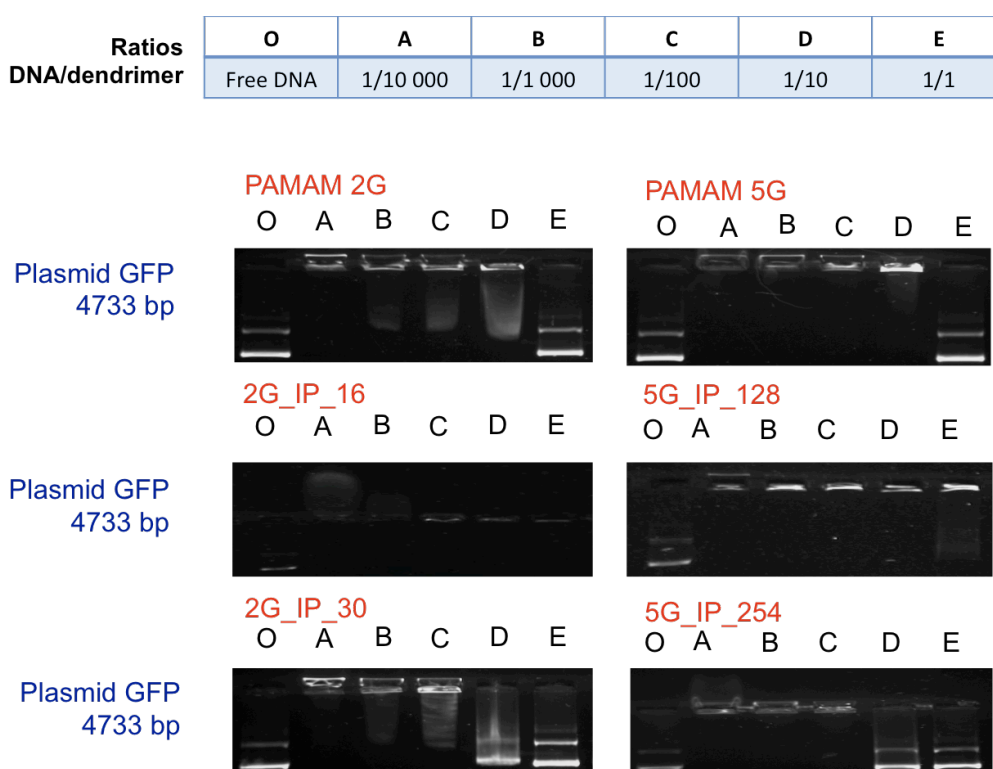 Ratios
DNA/dendrimer
O A B C D E
Free DNA 1/10 000 1/1 000 1/100 1/10 1/1
PAMAM 2G
O A B C D E
PAMAM 5G
O A B C D E
Plasmid GFP
4733 bp
2G_IP_16
O A B C D E
5G_IP_128
O A B C D E
Plasmid GFP
4733 bp
2G_IP_30
O A B C D E
5G_IP_254
O A B C D E
Plasmid GFP
4733 bp